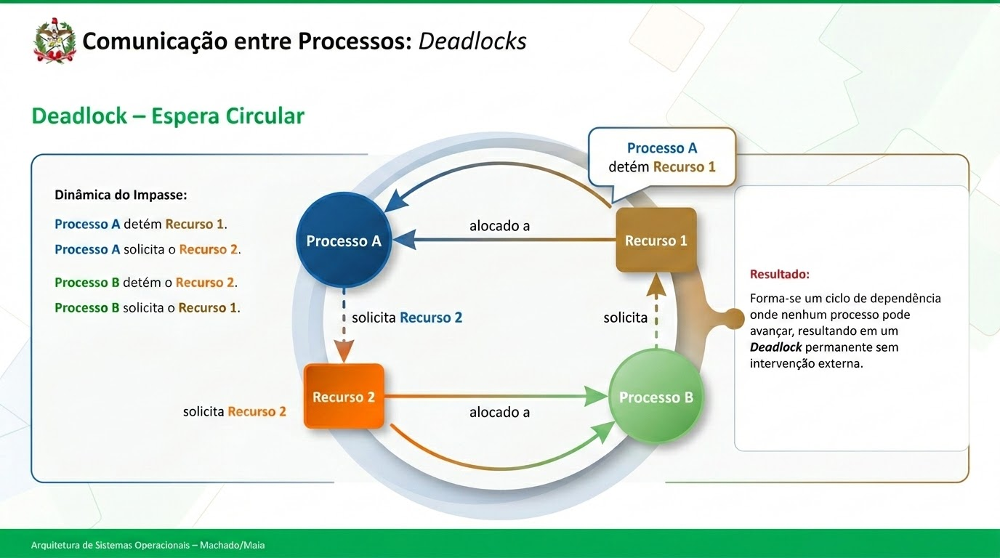 Comunicação entre Processos: Deadlocks
Deadlock – Espera Circular
Dinâmica do Impasse:
Processo A detém Recurso 1.
Processo A solicita o Recurso 2.
Processo B detém o Recurso 2.
Processo B solicita o Recurso 1.
Processo A
detém Recurso 1
Processo A
alocado a
Recurso 1
solicita Recurso 2
solicita
Recurso 2
solicita Recurso 2
alocado a
Processo B
Resultado:
Forma-se um ciclo de dependência
onde nenhum processo pode
avançar, resultando em um
Deadlock permanente sem
intervenção externa.
Arquitetura de Sistemas Operacionais – Machado/Maia